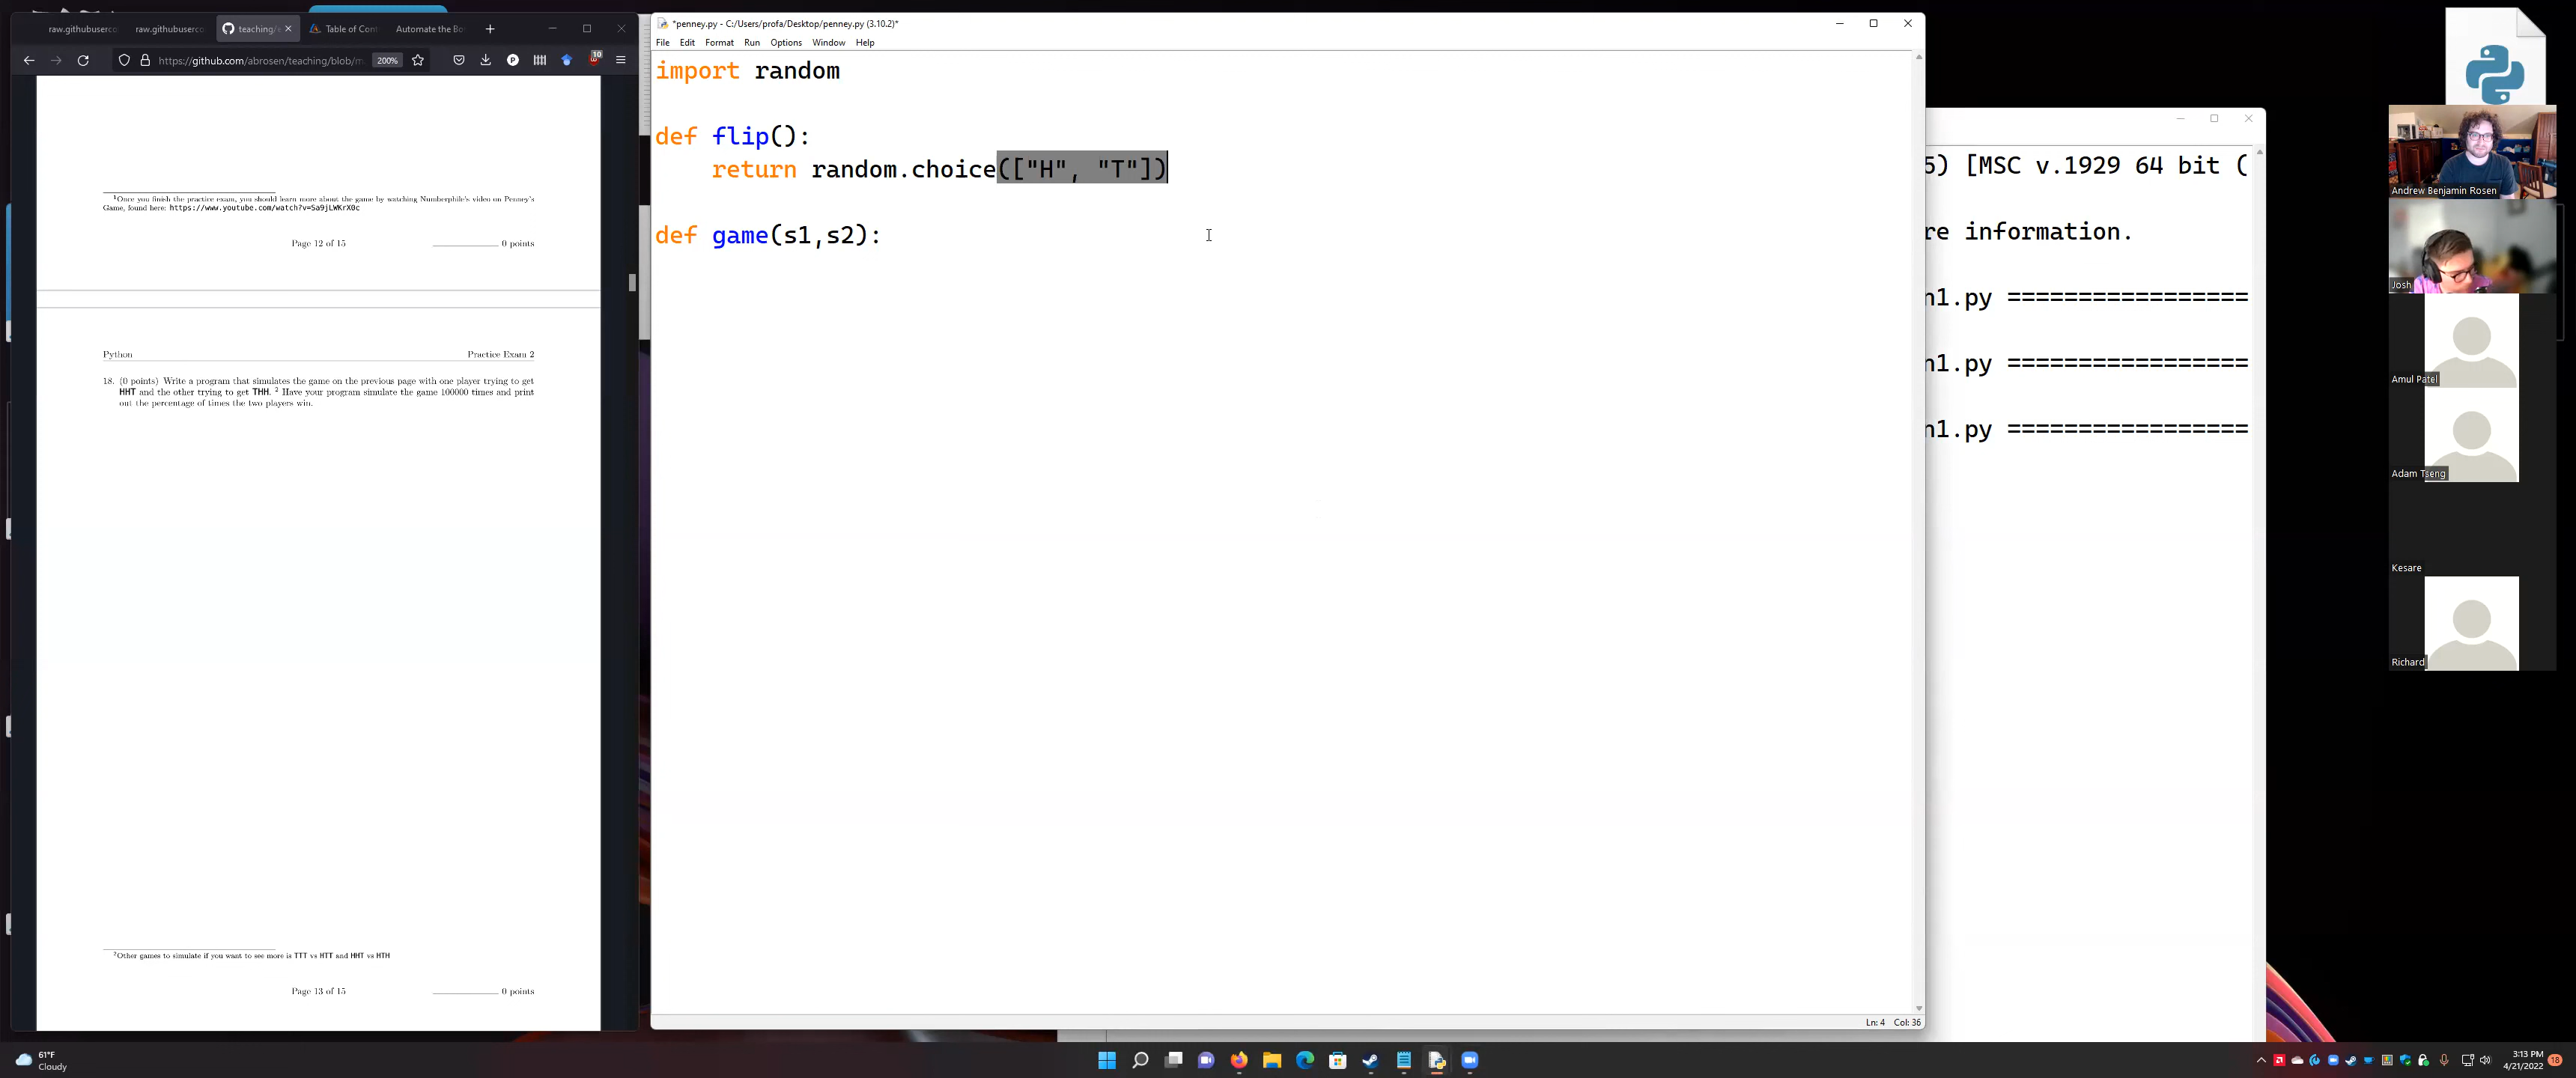 raw.githubuserco
raw.githubuserco
teaching/e
Table of Cont
Automate the Bo
https://github.com/abrosen/teaching/blob/m
200%
10
¹Once you finish the practice exam, you should learn more about the game by watching Numberphile's video on Penney's
Game, found here: https://www.youtube.com/watch?v=Sa9jLWKrX0c
Page 12 of 15
0 points
Python
Practice Exam 2
18. (0 points) Write a program that simulates the game on the previous page with one player trying to get
HHT and the other trying to get THH. ² Have your program simulate the game 100000 times and print
out the percentage of times the two players win.
²Other games to simulate if you want to see more is TTT vs HTT and HHT vs HTH
Page 13 of 15
0 points
*penney.py - C:/Users/profa/Desktop/penney.py (3.10.2)*
File Edit Format Run Options Window Help
import random
def flip():
return random.choice(["H", "T"])
def game(s1,s2):
Ln: 4 Col: 36
5) [MSC v.1929 64 bit (
re information.
n1.py ================
n1.py ================
n1.py ================
Andrew Benjamin Rosen
Josh
Amul Patel
Adam Tseng
Kesare
Richard
61°F
Cloudy
3:13 PM
4/21/2022
18